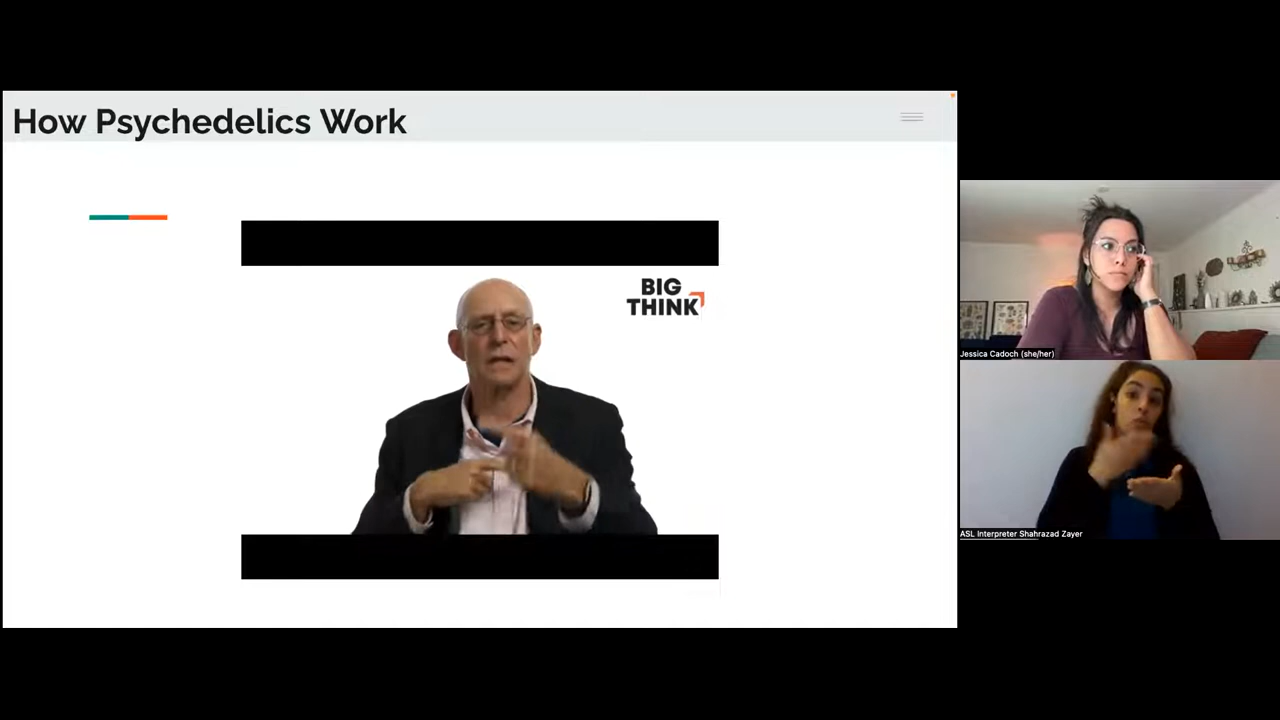 How Psychedelics Work
BIG
THINK
Jessica Cadoch (she/her)
ASL Interpreter Shahrazad Zayer